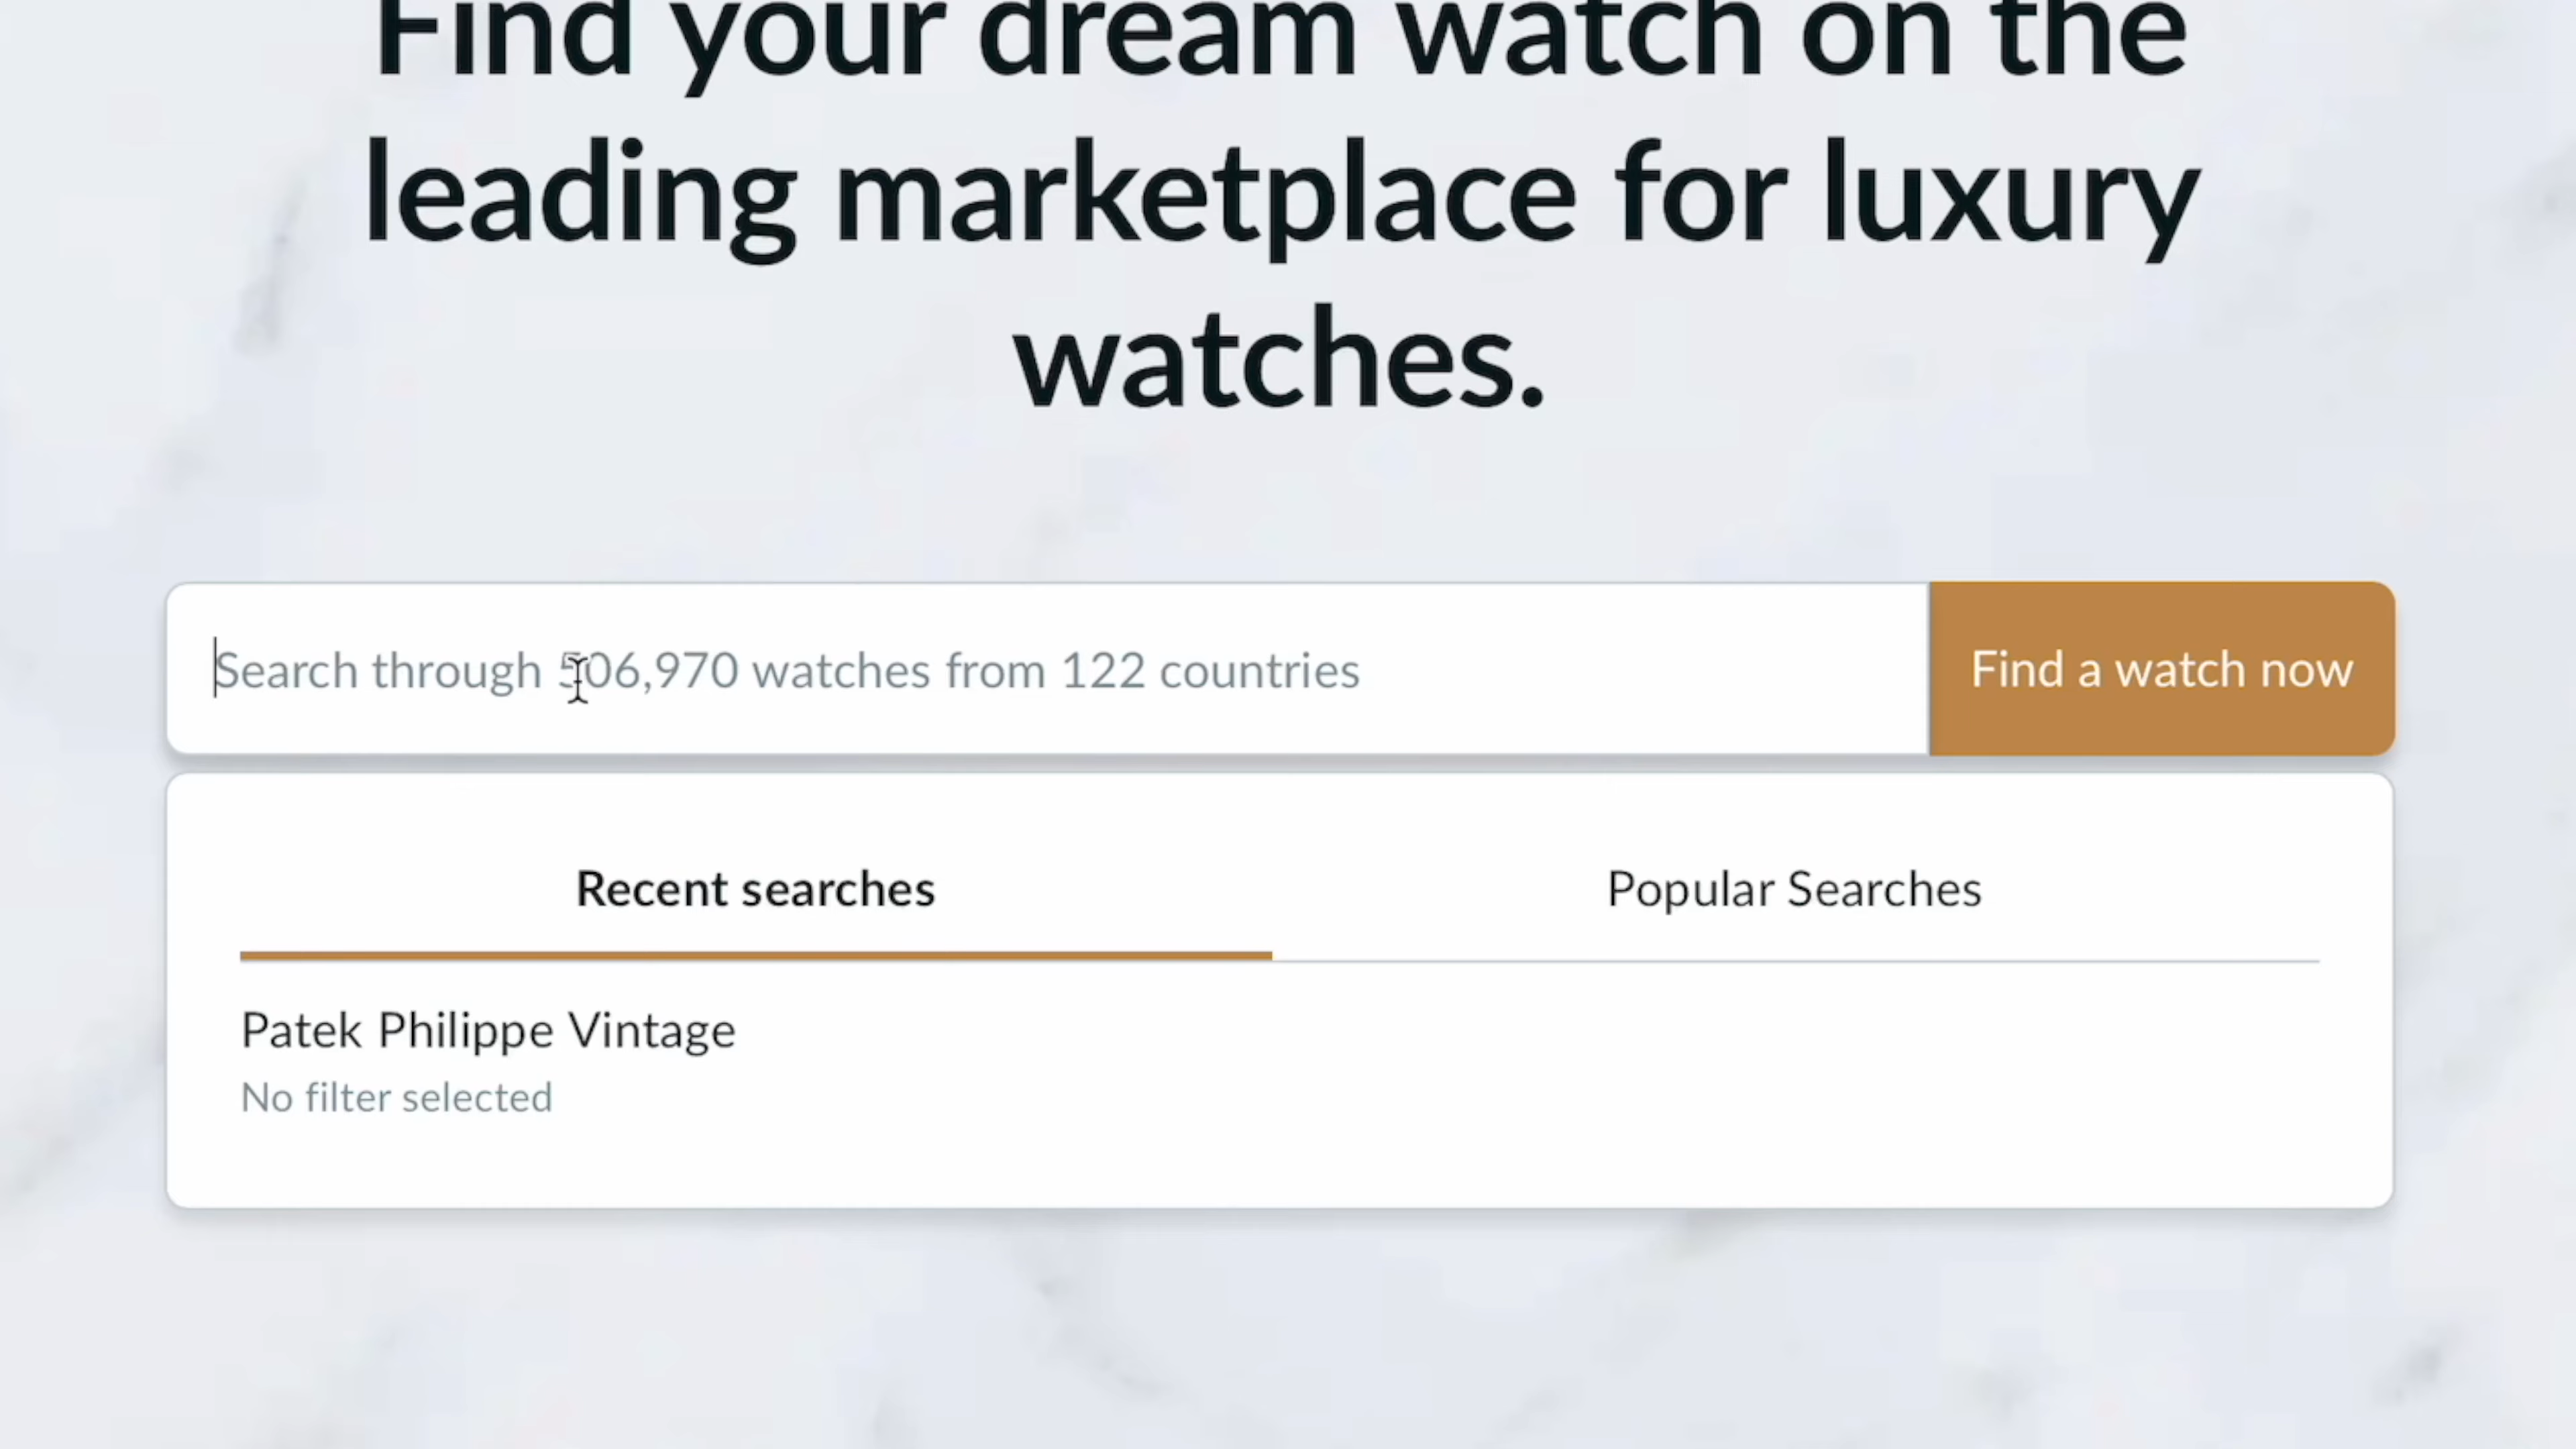 Find your dream watch on the
leading marketplace for luxury
watches.
Search through 506,970 watches from 122 countries
Find a watch now
Recent searches
Popular Searches
Patek Philippe Vintage
No filter selected